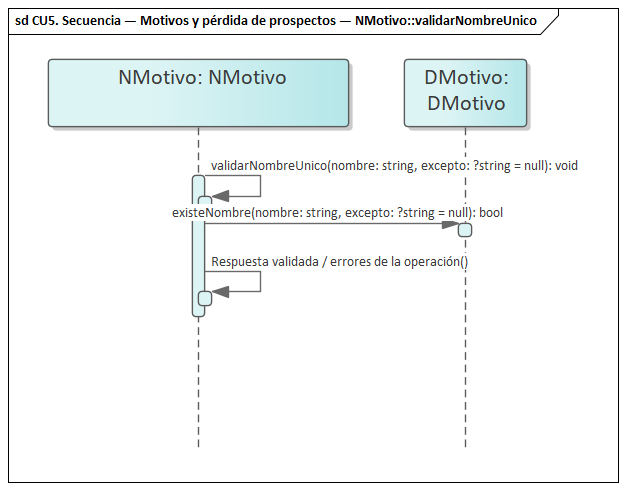 sd CU5. Secuencia — Motivos y pérdida de prospectos — NMotivo::validarNombreUnico
NMotivo: NMotivo
DMotivo:
DMotivo
validarNombreUnico(nombre: string, excepto: ?string = null): void
existeNombre(nombre: string, excepto: ?string = null): bool
Respuesta validada / errores de la operación()